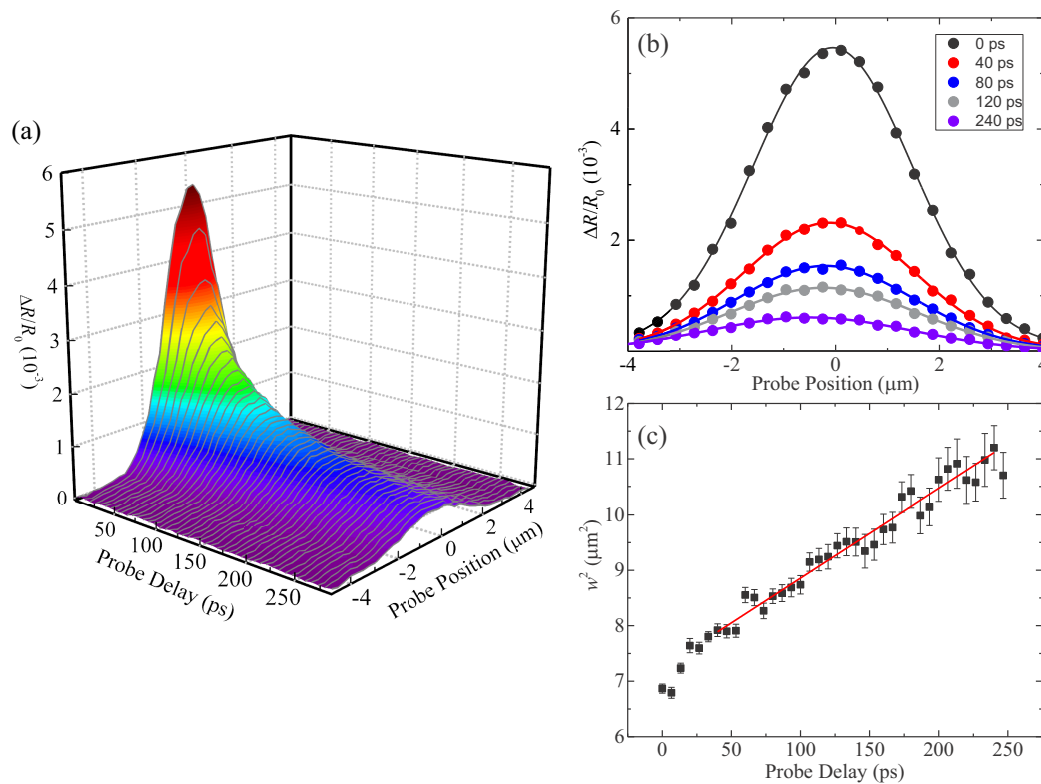 (a)
6
5
4
3
2
1
0
ΔR/R₀ (10⁻³)
50
100
150
200
250
Probe Delay (ps)
-4
-2
0
2
4
Probe Position (μm)
(b)
6
4
2
ΔR/R₀ (10⁻³)
0 ps
40 ps
80 ps
120 ps
240 ps
-4 -2 0 2 4
Probe Position (μm)
(c)
11
10
9
8
7
6
w² (μm²)
0 50 100 150 200 250
Probe Delay (ps)